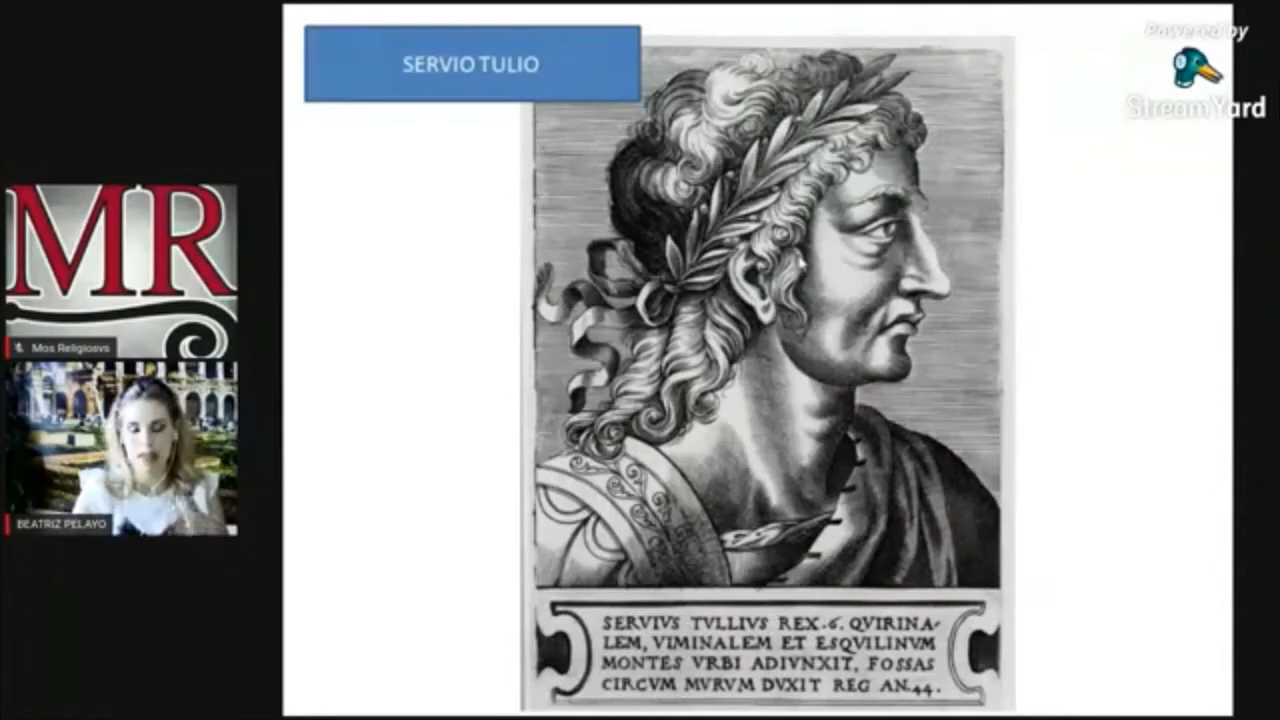 SERVIO TULIO
Powered by
StreamYard
MR
Mos Religiosvs
BEATRIZ PELAYO
SERVIVS TVLLIVS REX.6. QVIRINA-
LEM, VIMINALEM ET ESQVILINVM
MONTES VRBI ADIVNXIT, FOSSAS
CIRCVM MVRVM DVXIT REG AN.44.